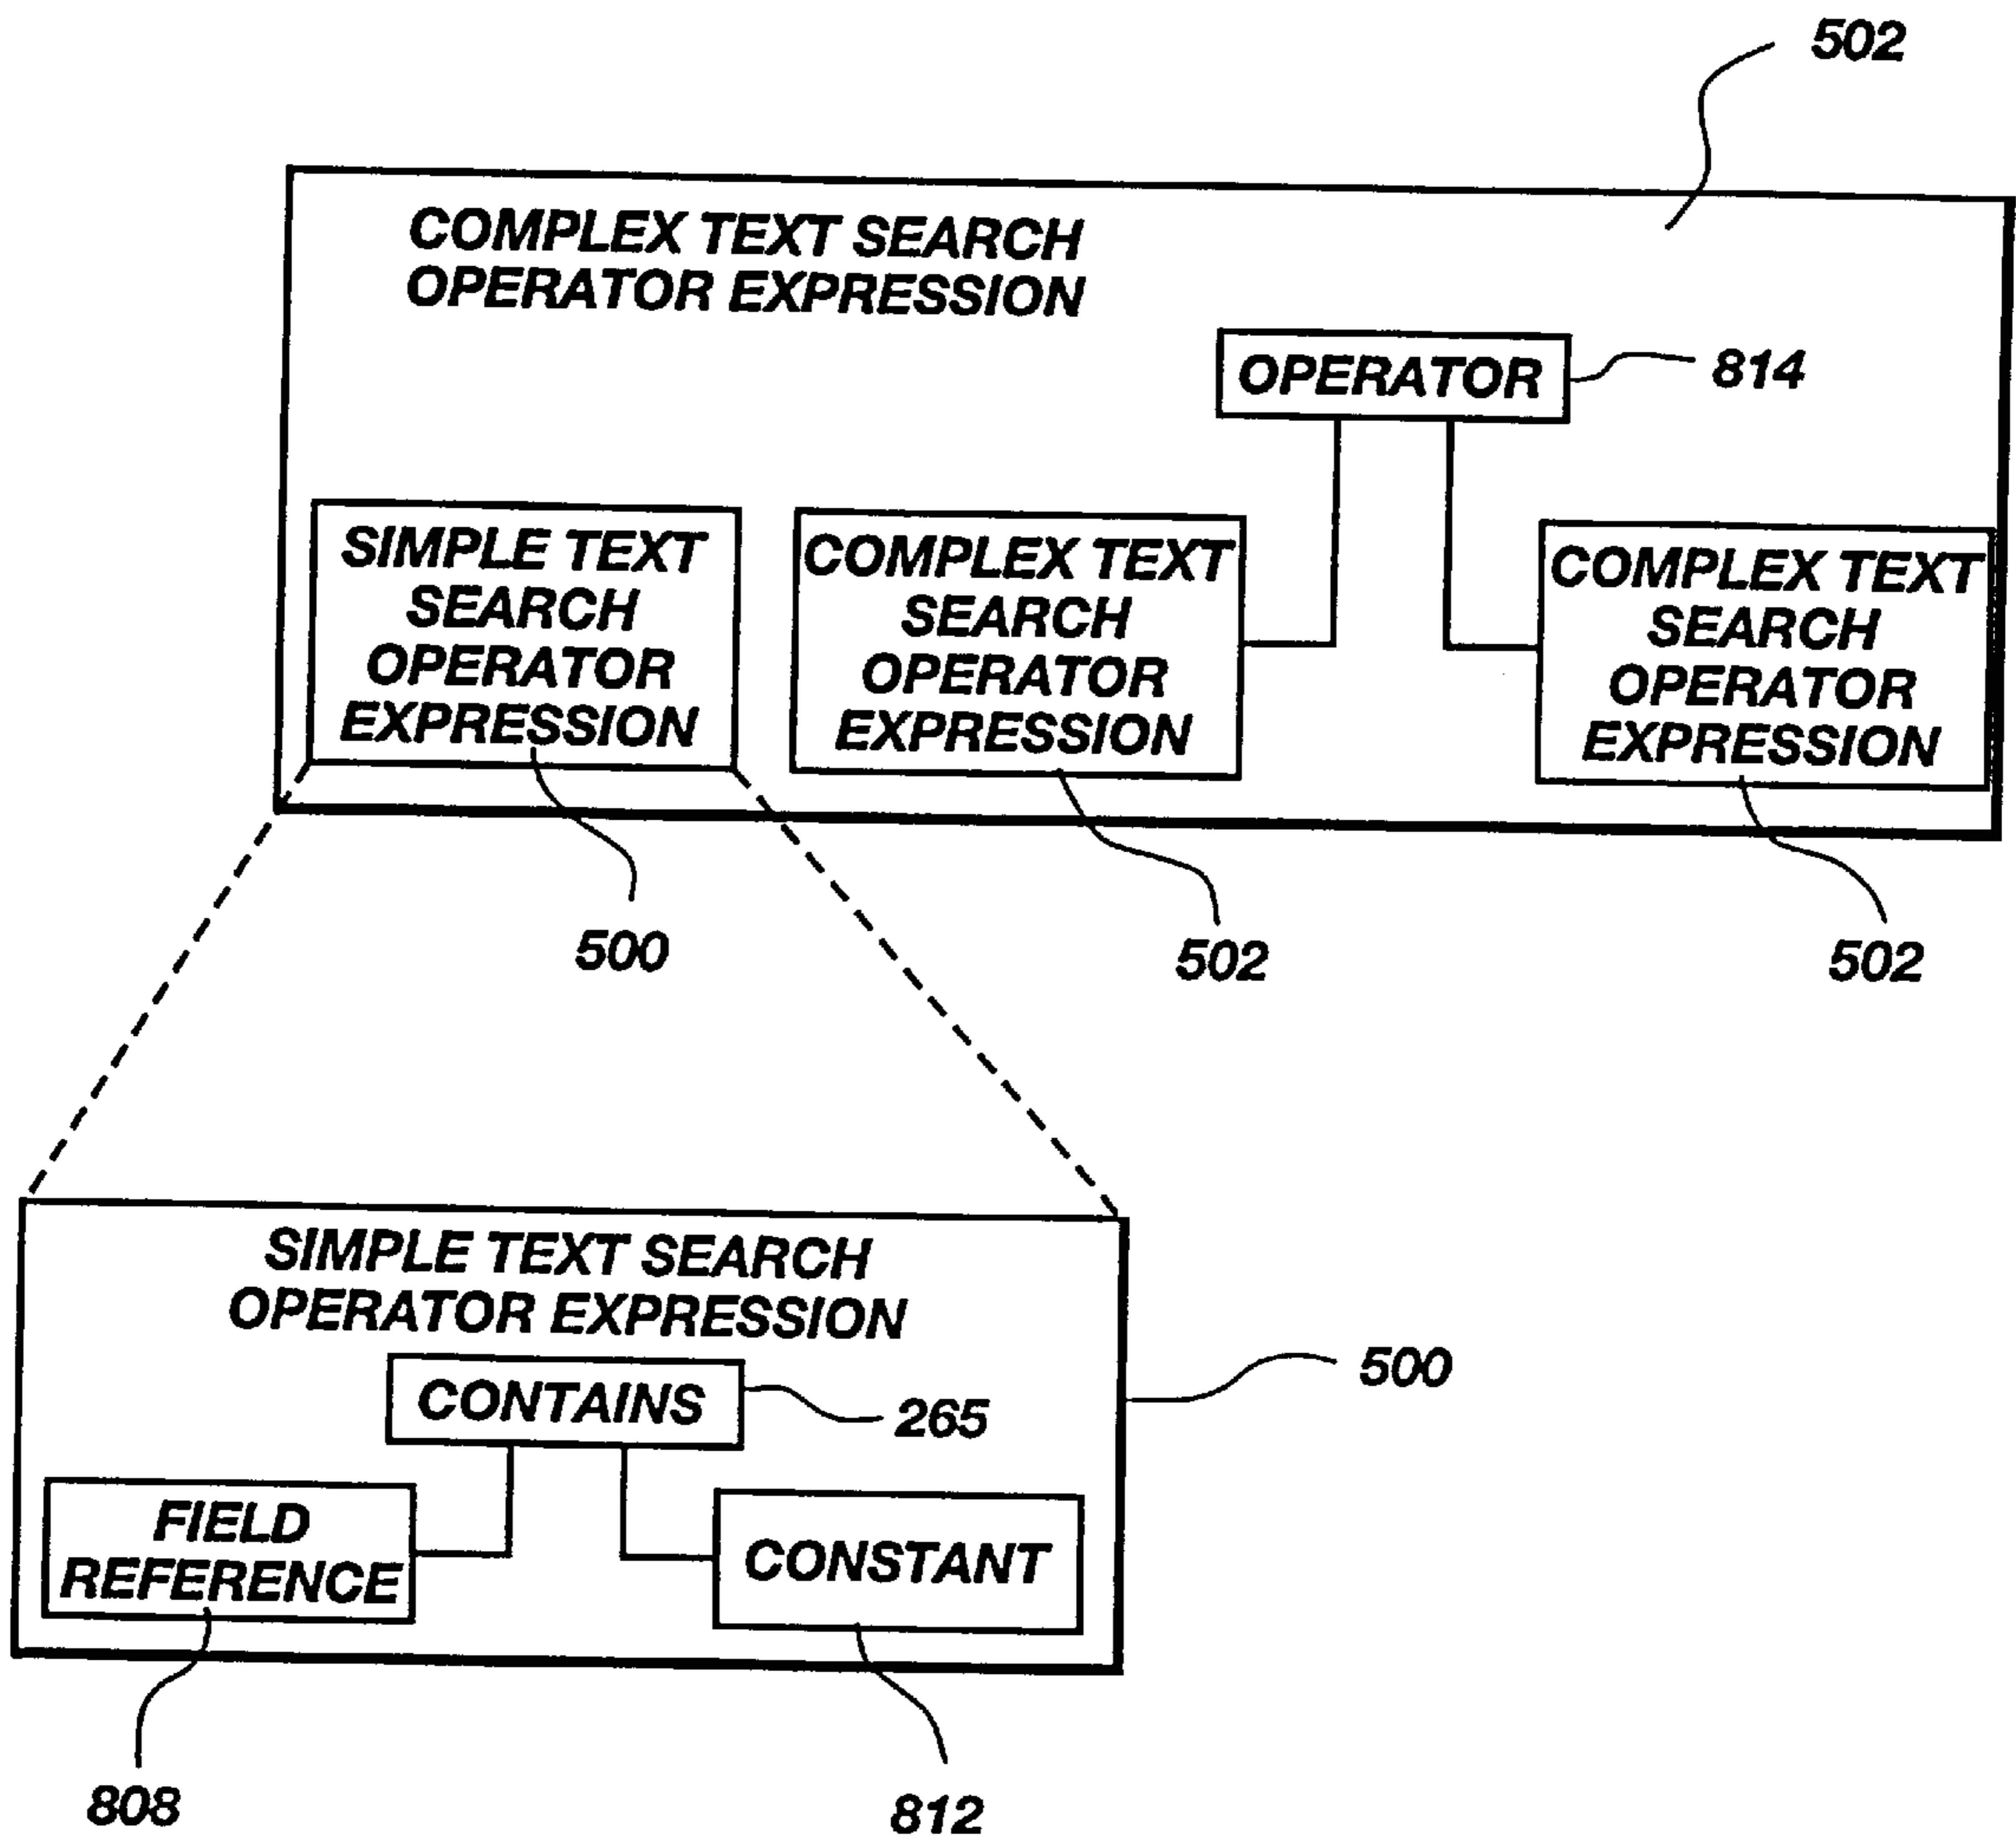 502
COMPLEX TEXT SEARCH
OPERATOR EXPRESSION
OPERATOR
814
SIMPLE TEXT
SEARCH
OPERATOR
EXPRESSION
COMPLEX TEXT
SEARCH
OPERATOR
EXPRESSION
COMPLEX TEXT
SEARCH
OPERATOR
EXPRESSION
500
502
502
SIMPLE TEXT SEARCH
OPERATOR EXPRESSION
500
CONTAINS
265
FIELD
REFERENCE
CONSTANT
808
812